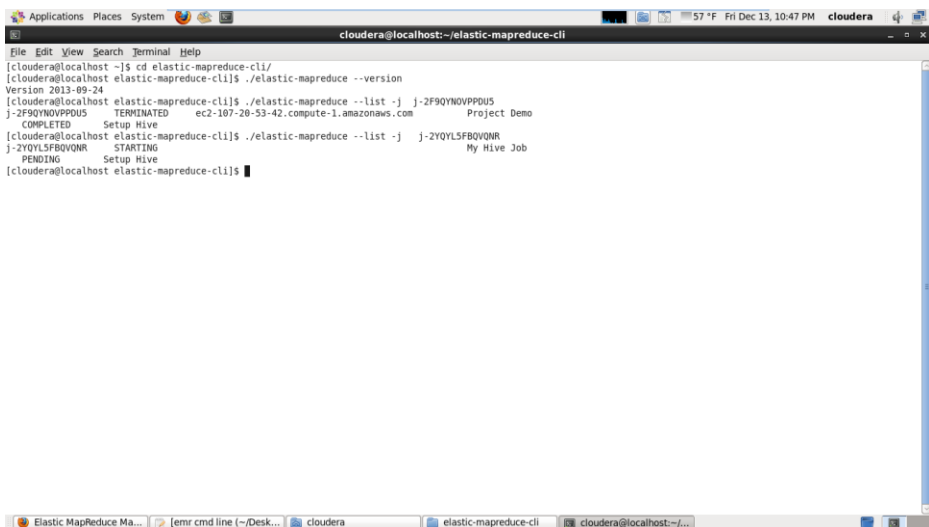 Applications Places System 57 °F Fri Dec 13, 10:47 PM cloudera
cloudera@localhost:~/elastic-mapreduce-cli
File Edit View Search Terminal Help
[cloudera@localhost ~]$ cd elastic-mapreduce-cli/
[cloudera@localhost elastic-mapreduce-cli]$ ./elastic-mapreduce --version
Version 2013-09-24
[cloudera@localhost elastic-mapreduce-cli]$ ./elastic-mapreduce --list -j j-2F9QYNOVPPDU5
j-2F9QYNOVPPDU5 TERMINATED ec2-107-20-53-42.compute-1.amazonaws.com Project Demo
COMPLETED Setup Hive
[cloudera@localhost elastic-mapreduce-cli]$ ./elastic-mapreduce --list -j j-2YQYL5FBQVQNR
j-2YQYL5FBQVQNR STARTING My Hive Job
PENDING Setup Hive
[cloudera@localhost elastic-mapreduce-cli]$
Elastic MapReduce Ma... [emr cmd line (~/Desk... cloudera elastic-mapreduce-cli cloudera@localhost:~/...